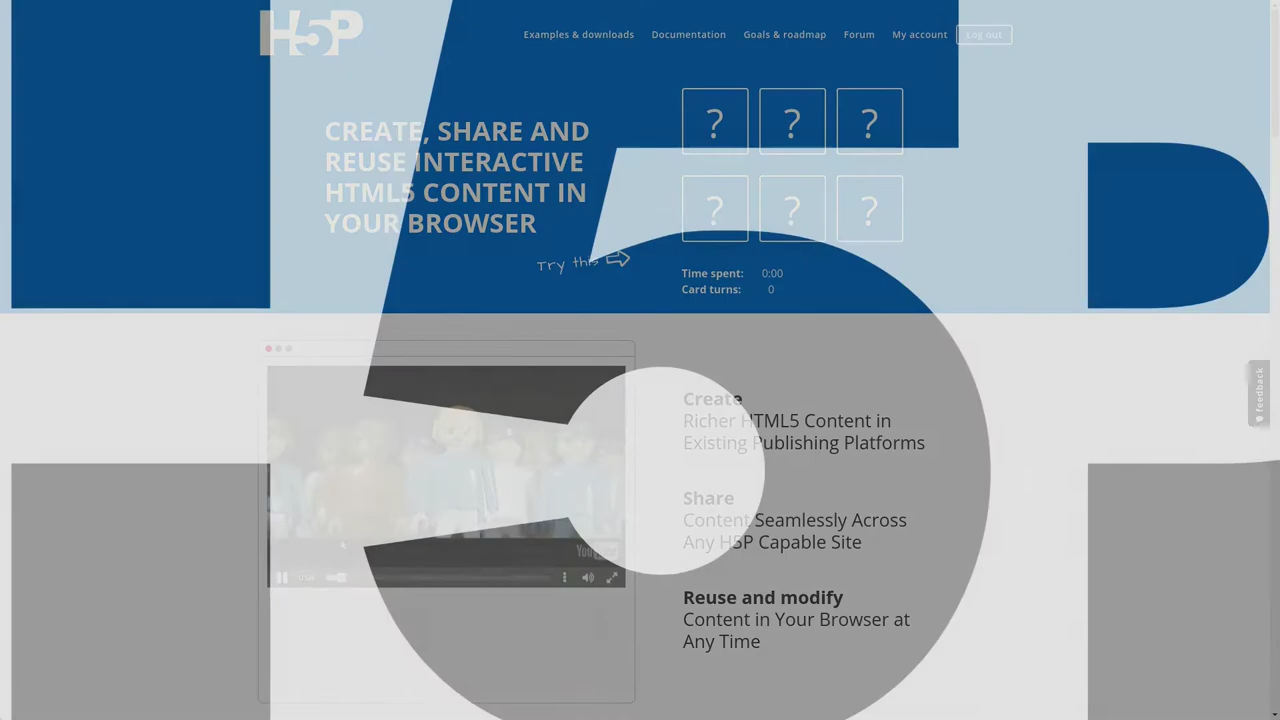 H5P
Examples & downloads
Documentation
Goals & roadmap
Forum
My account
Log out
CREATE, SHARE AND
REUSE INTERACTIVE
HTML5 CONTENT IN
YOUR BROWSER
Try this
? ? ?
? ? ?
Time spent: 0:00
Card turns: 0
feedback
Create
Richer HTML5 Content in
Existing Publishing Platforms
Share
Content Seamlessly Across
Any H5P Capable Site
Reuse and modify
Content in Your Browser at
Any Time